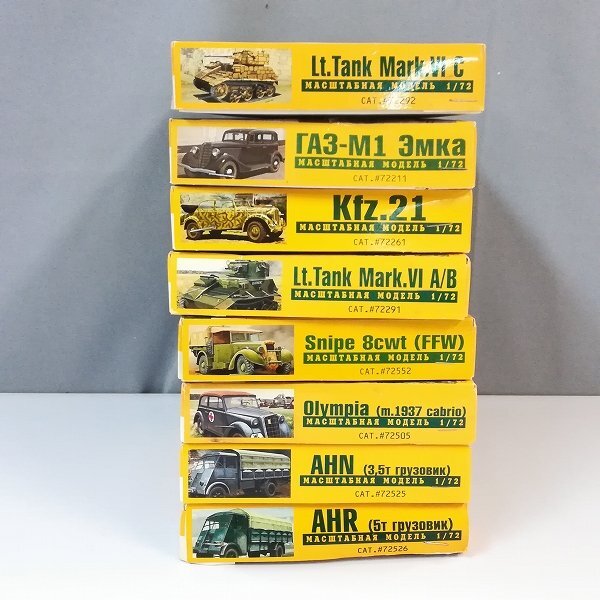 Lt.Tank Mark.VI C
МАСШТАБНАЯ МОДЕЛЬ 1/72
CAT.#72292
ГАЗ-М1 Эмка
МАСШТАБНАЯ МОДЕЛЬ 1/72
CAT.#72211
Kfz.21
МАСШТАБНАЯ МОДЕЛЬ 1/72
CAT.#72261
Lt.Tank Mark.VI A/B
МАСШТАБНАЯ МОДЕЛЬ 1/72
CAT.#72291
Snipe 8cwt (FFW)
МАСШТАБНАЯ МОДЕЛЬ 1/72
CAT.#72552
Olympia (m.1937 cabrio)
МАСШТАБНАЯ МОДЕЛЬ 1/72
CAT.#72505
AHN (3,5т грузовик)
МАСШТАБНАЯ МОДЕЛЬ 1/72
CAT.#72525
AHR (5т грузовик)
МАСШТАБНАЯ МОДЕЛЬ 1/72
CAT.#72526